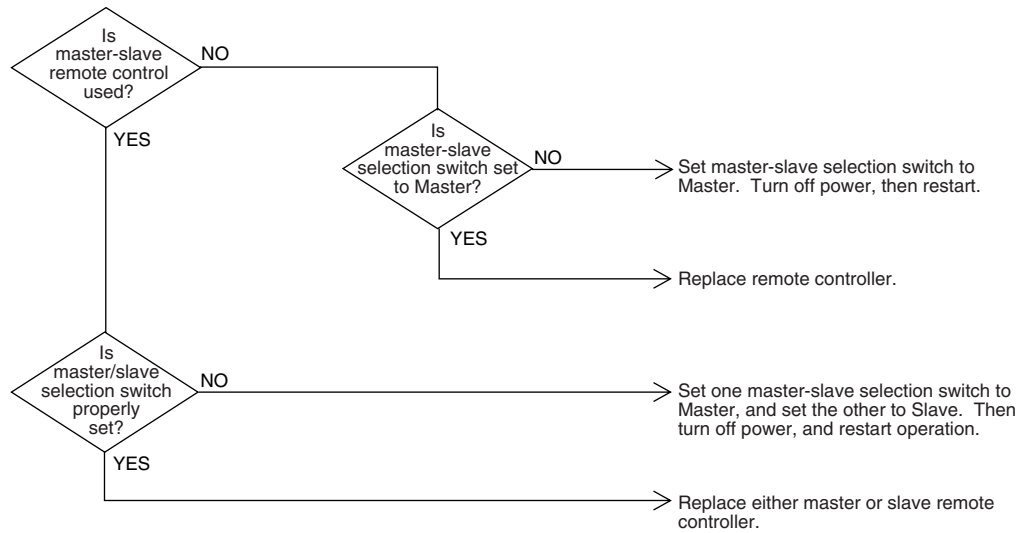 Is
master-slave
remote control
used?
NO
YES
Is
master-slave
selection switch set
to Master?
NO
Set master-slave selection switch to
Master. Turn off power, then restart.
YES
Replace remote controller.
Is
master/slave
selection switch
properly
set?
NO
Set one master-slave selection switch to
Master, and set the other to Slave. Then
turn off power, and restart operation.
YES
Replace either master or slave remote
controller.